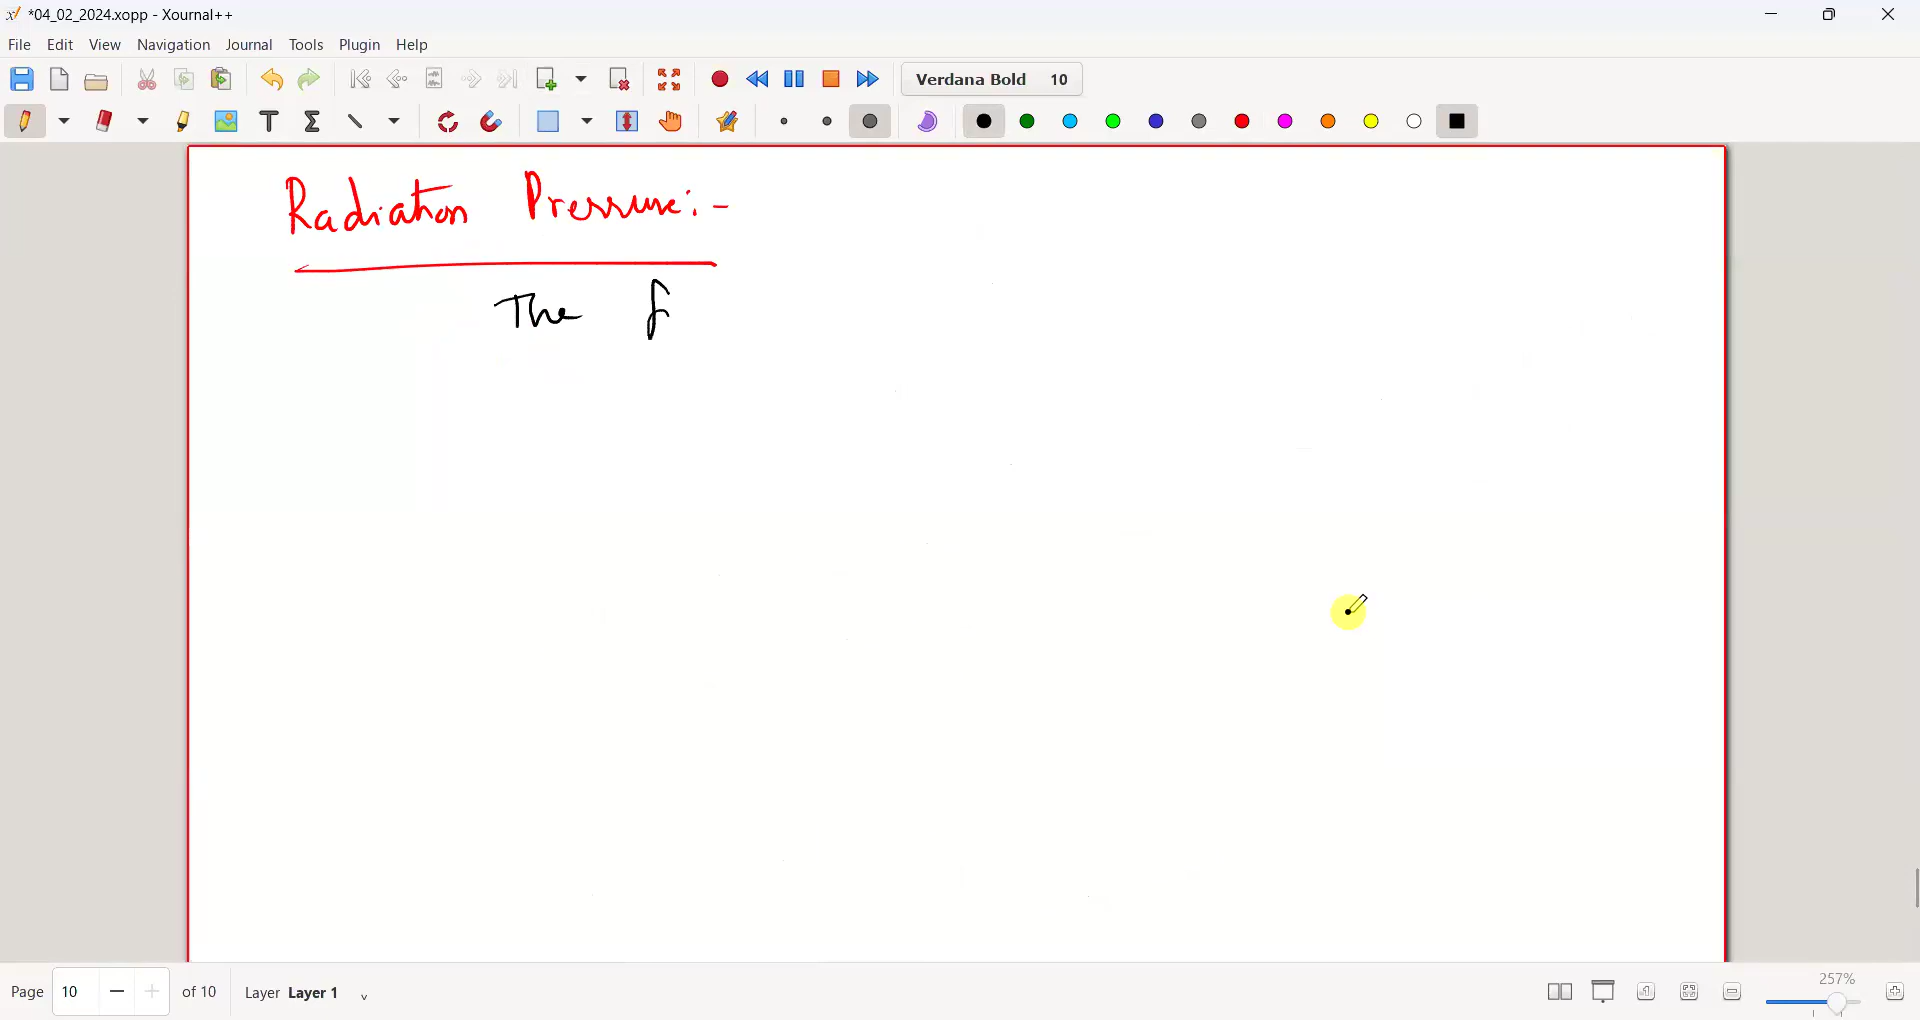 *04_02_2024.xopp - Xournal++
File Edit View Navigation Journal Tools Plugin Help
Verdana Bold 10
Radiation Pressure:-
The f
Page 10 of 10 Layer Layer 1
257%